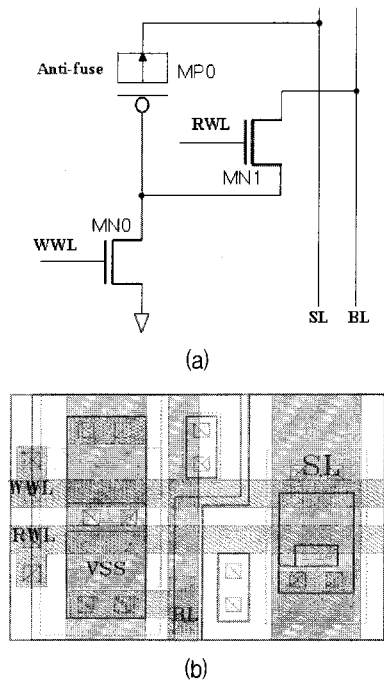 Anti-fuse
MP0
RWL
MN1
MN0
WWL
SL BL
(a)
WWL
SL
RWL
VSS
BL
(b)